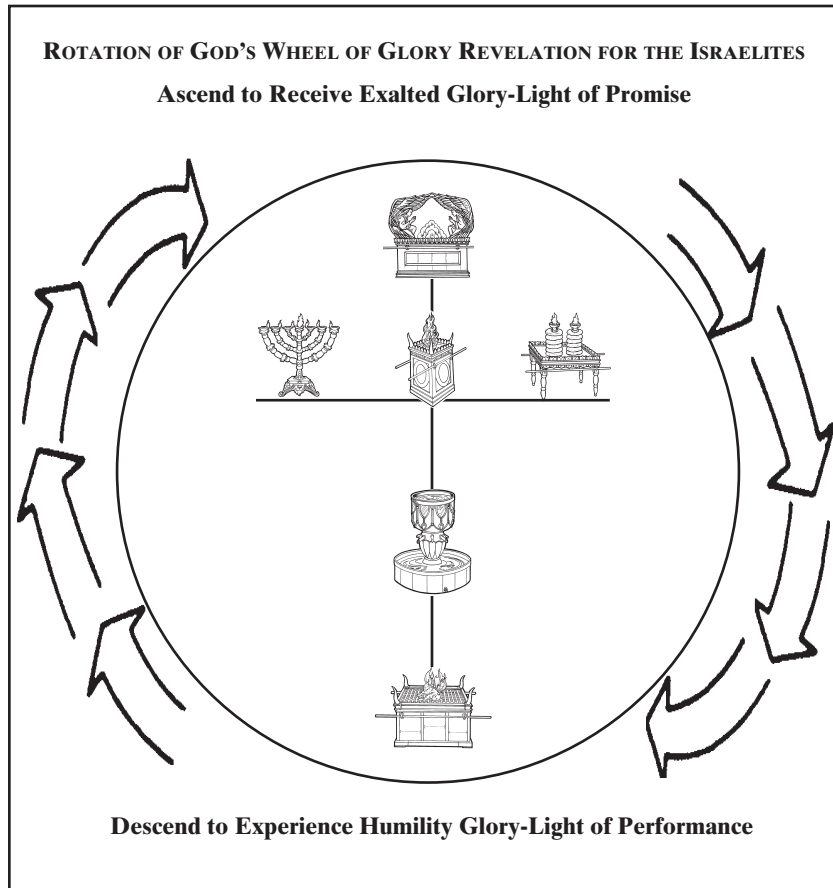 ROTATION OF GOD'S WHEEL OF GLORY REVELATION FOR THE ISRAELITES
Ascend to Receive Exalted Glory-Light of Promise
Descend to Experience Humility Glory-Light of Performance